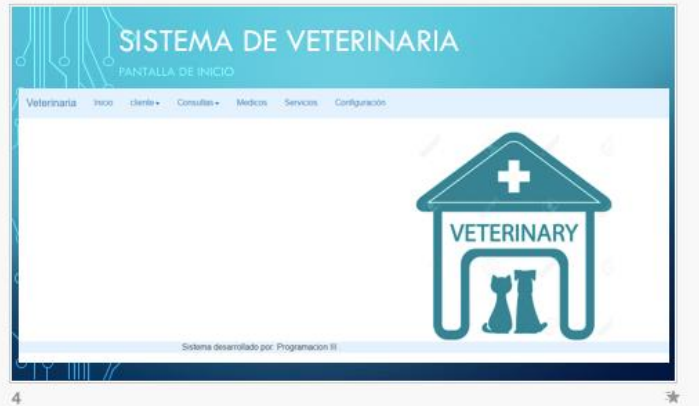 SISTEMA DE VETERINARIA
PANTALLA DE INICIO
Veterinaria Inicio cliente Consultas Medicos Servicios Configuración
VETERINARY
Sistema desarrollado por: Programacion III
4